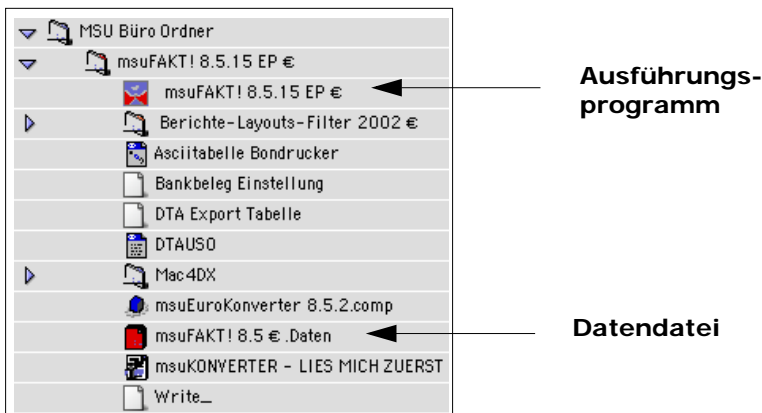 MSU Büro Ordner
msuFAKT! 8.5.15 EP €
msuFAKT! 8.5.15 EP €
Ausführungs-
programm
Berichte-Layouts-Filter 2002 €
Asciitabelle Bondrucker
Bankbeleg Einstellung
DTA Export Tabelle
DTAUS0
Mac4DX
msuEuroKonverter 8.5.2.comp
msuFAKT! 8.5 € .Daten
Datendatei
msuKONVERTER - LIES MICH ZUERST
Write_